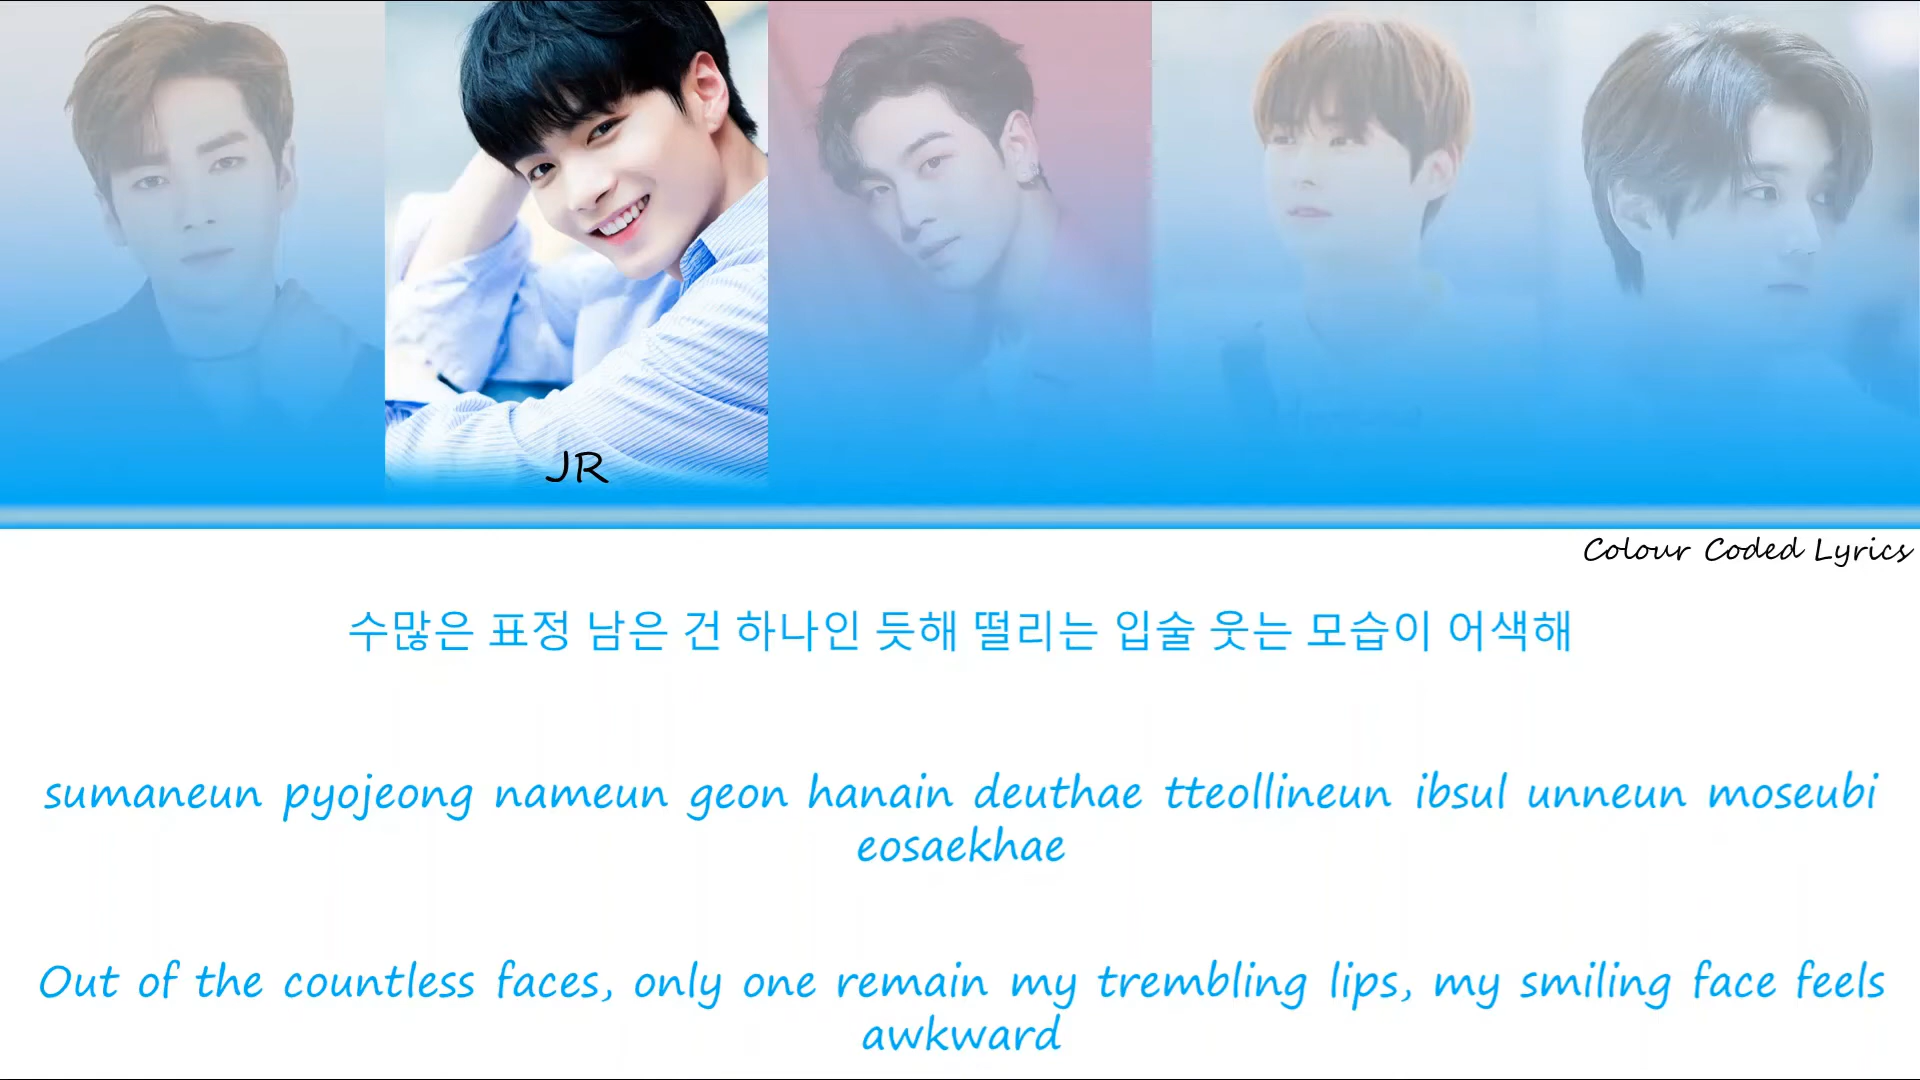 JR
Colour Coded Lyrics
수많은 표정 남은 건 하나인 듯해 떨리는 입술 웃는 모습이 어색해
sumaneun pyojeong nameun geon hanain deuthae tteollineun ibsul unneun moseubi
eosaekhae
Out of the countless faces, only one remain my trembling lips, my smiling face feels
awkward